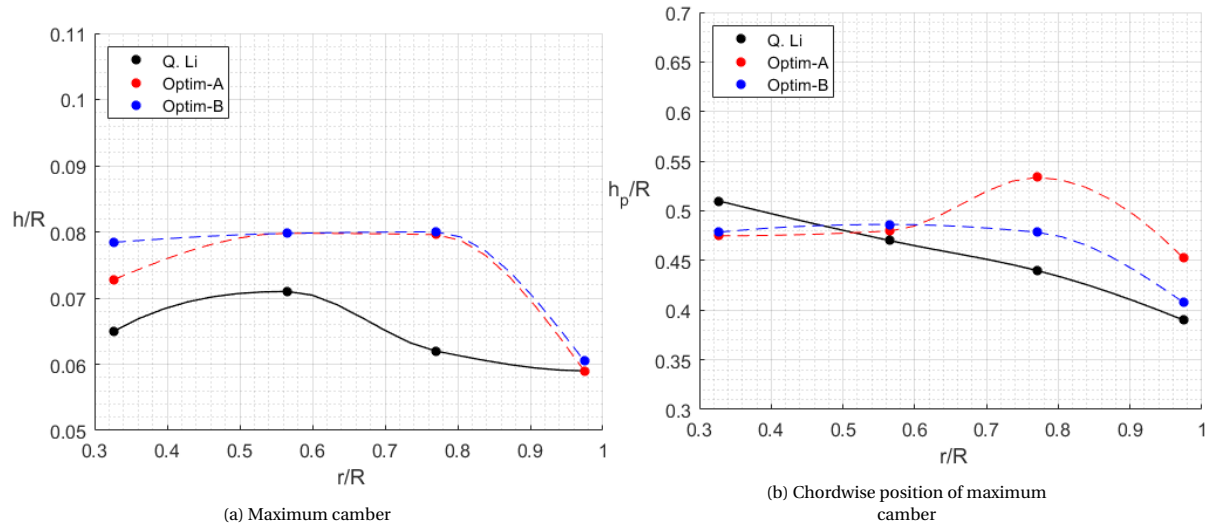 0.11
0.1
0.09
0.08
0.07
0.06
0.05
h/R
0.3 0.4 0.5 0.6 0.7 0.8 0.9 1
r/R
Q. Li
Optim-A
Optim-B
(a) Maximum camber
0.7
0.65
0.6
0.55
0.5
0.45
0.4
0.35
0.3
h_p/R
0.3 0.4 0.5 0.6 0.7 0.8 0.9 1
r/R
Q. Li
Optim-A
Optim-B
(b) Chordwise position of maximum
camber